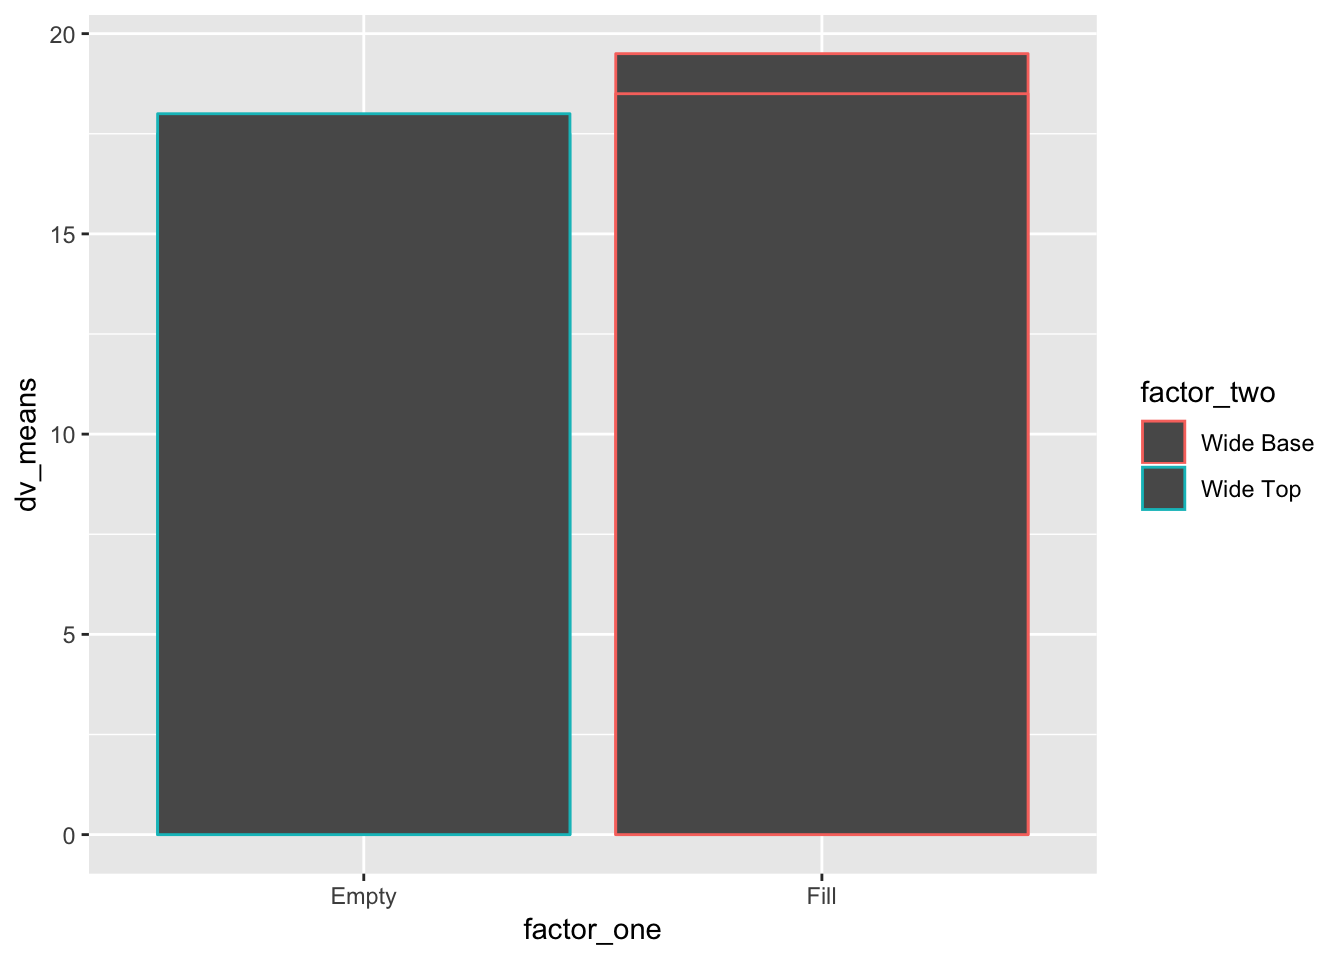 20
15
10
5
0
dv_means
Empty
Fill
factor_one
factor_two
Wide Base
Wide Top